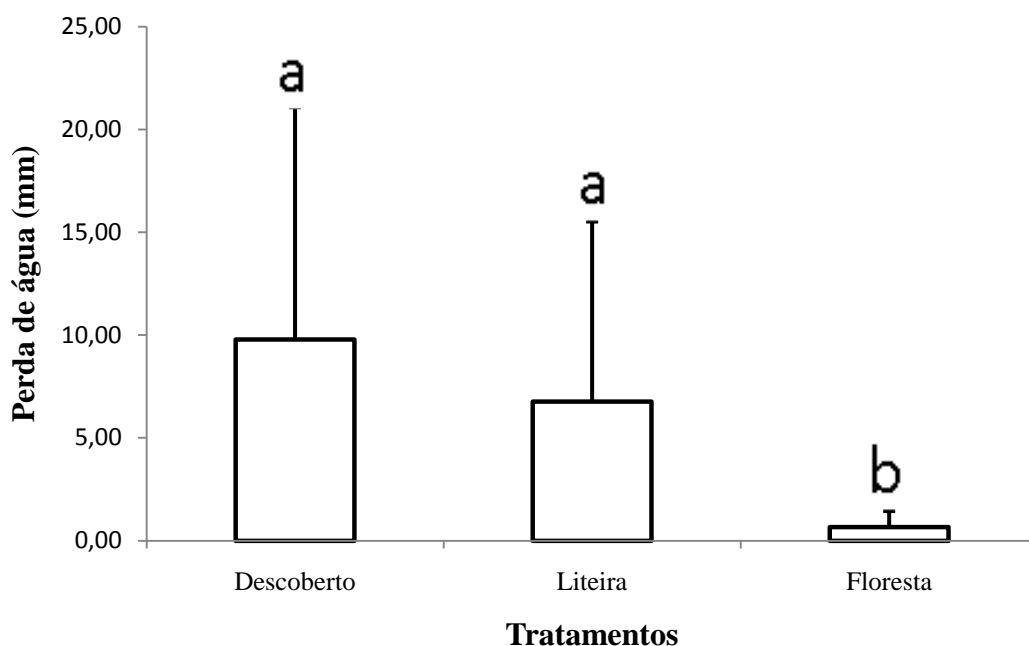 25,00
20,00
15,00
10,00
5,00
0,00
Perda de água (mm)
a
a
b
Descoberto Liteira Floresta
Tratamentos